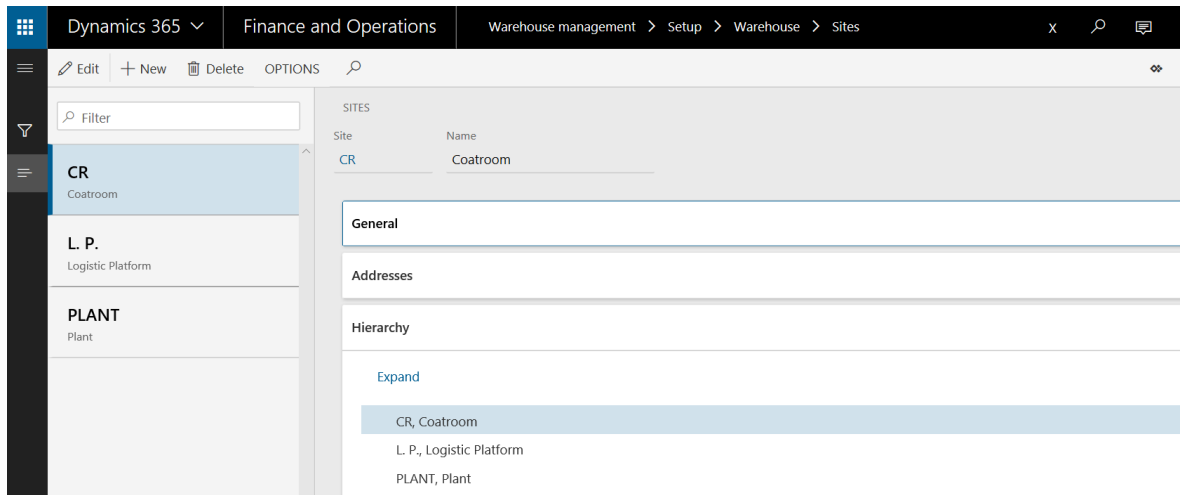 Dynamics 365 Finance and Operations Warehouse management > Setup > Warehouse > Sites X
Edit New Delete OPTIONS
Filter
CR
Coatroom
L. P.
Logistic Platform
PLANT
Plant
SITES
Site Name
CR Coatroom
General
Addresses
Hierarchy
Expand
CR, Coatroom
L. P., Logistic Platform
PLANT, Plant